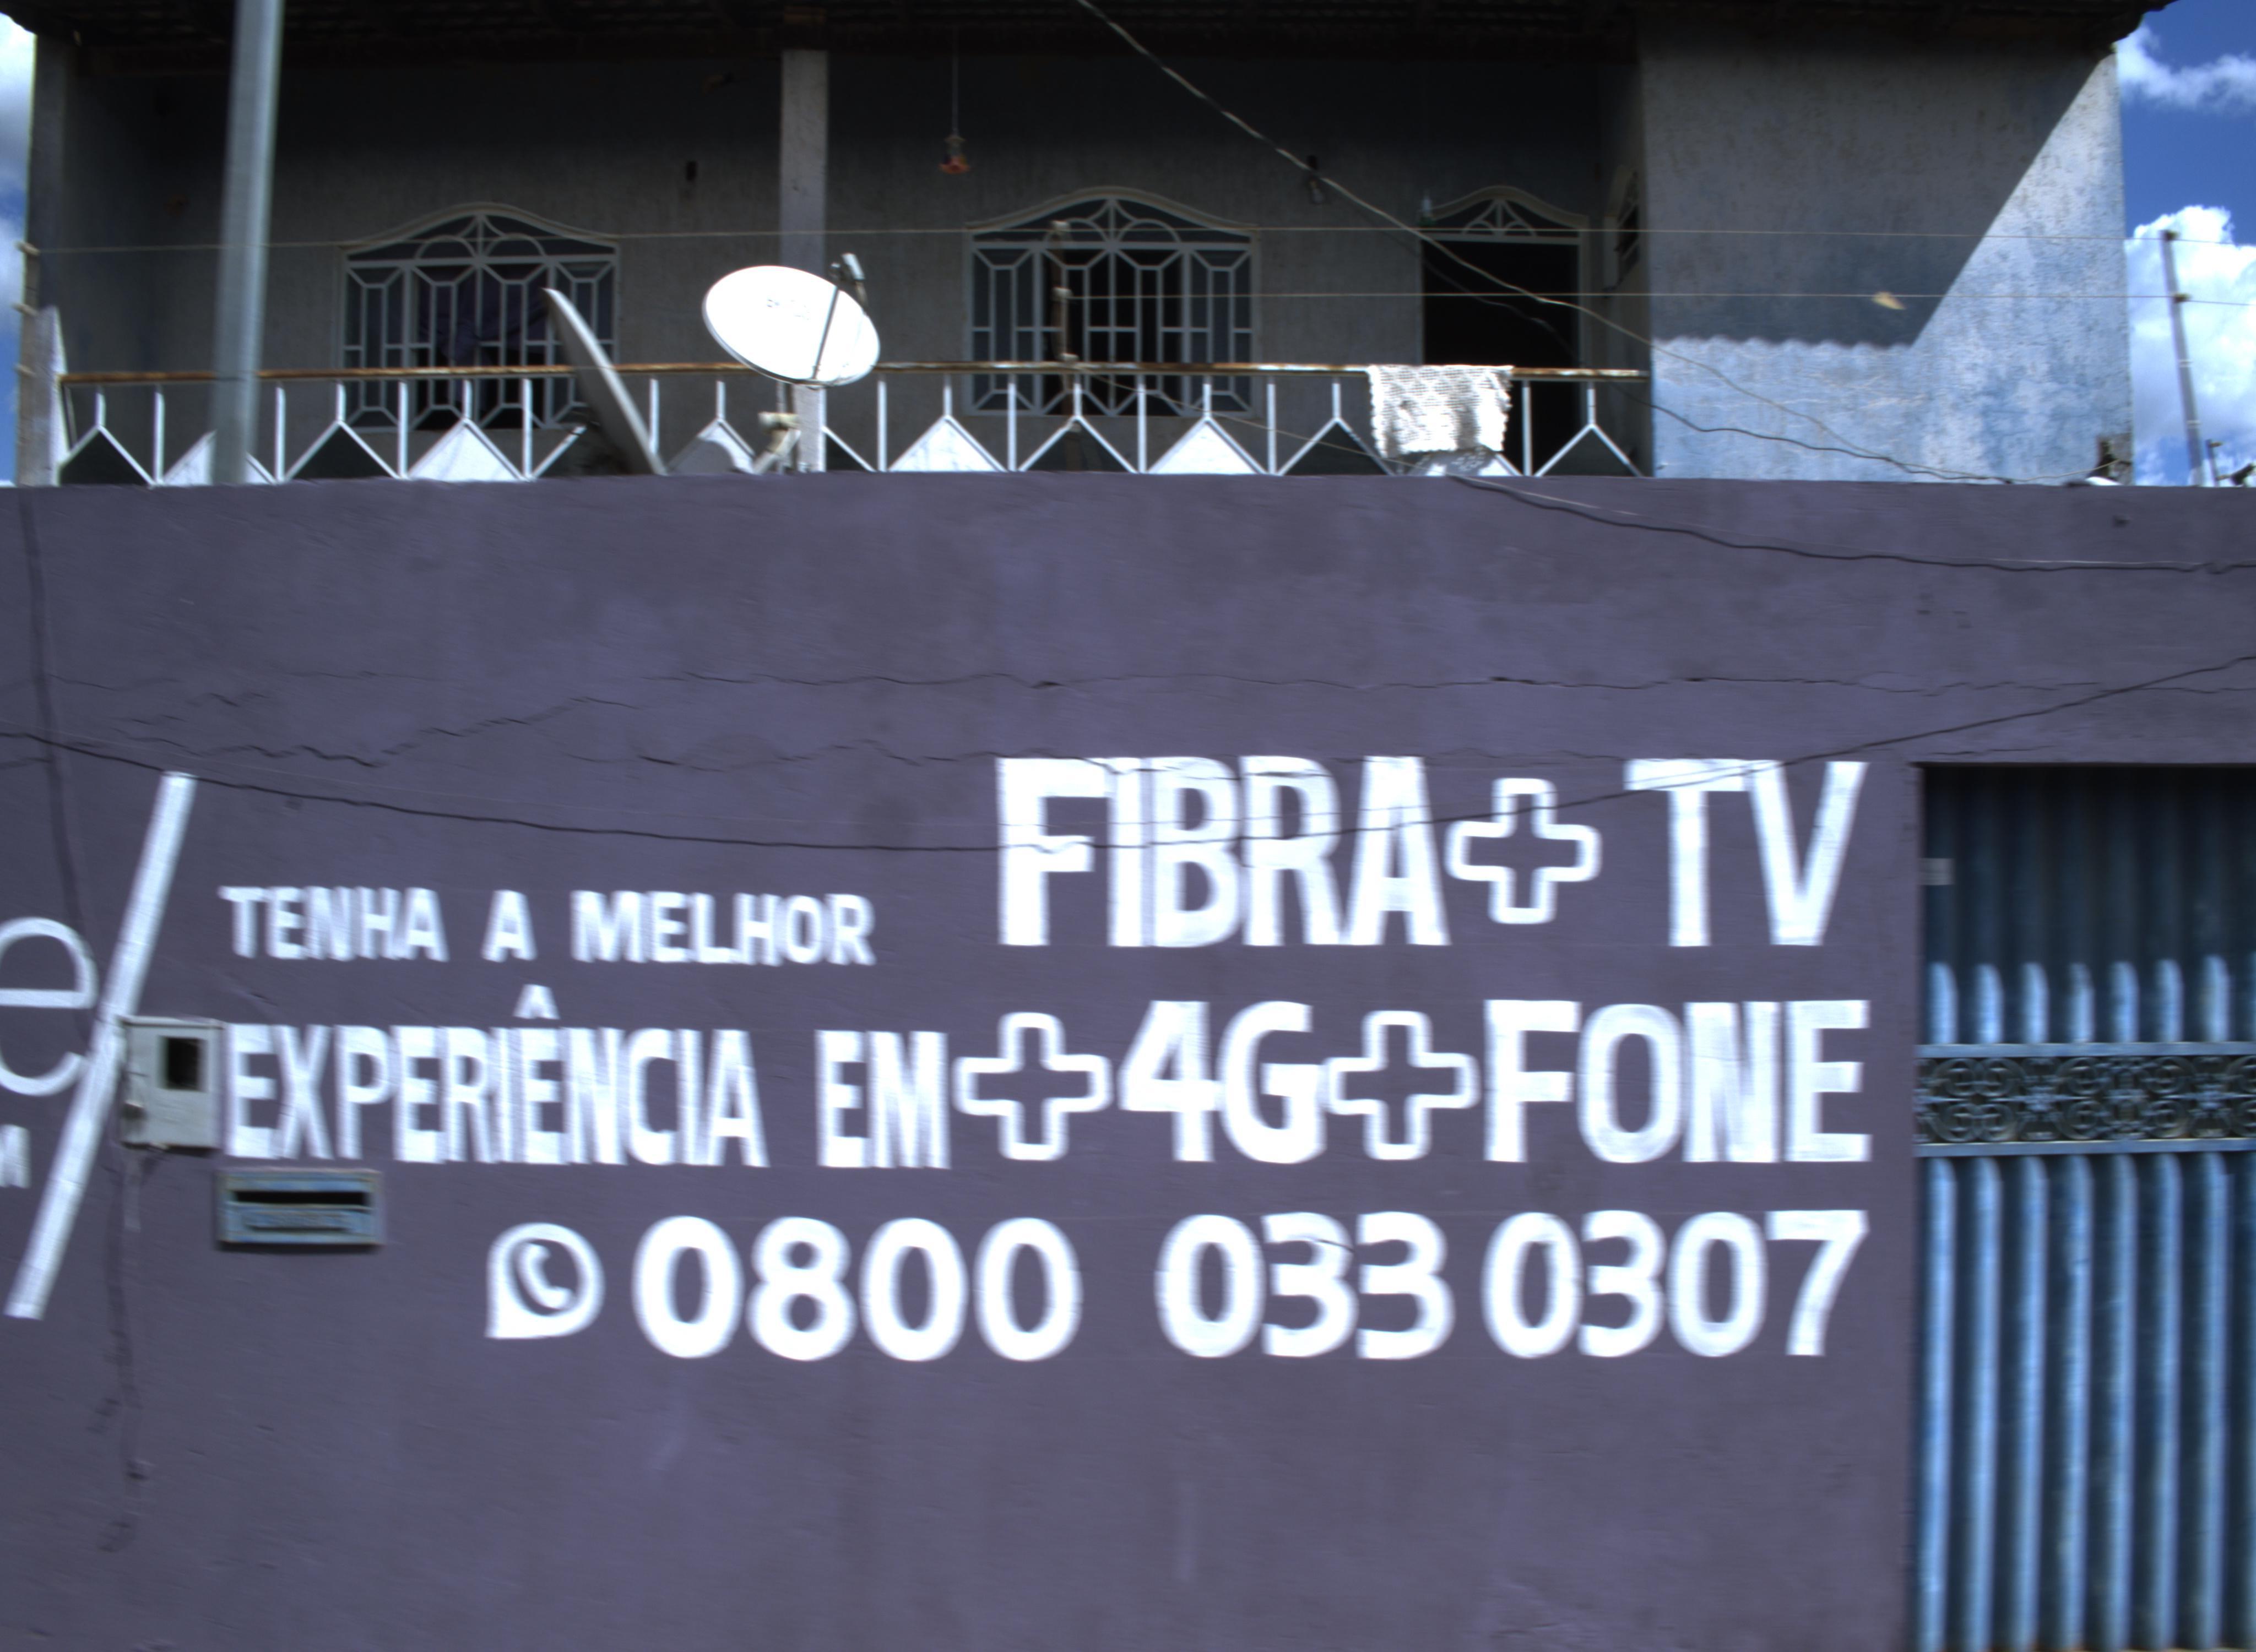 e/
M
TENHA A MELHOR
EXPERIÊNCIA EM
FIBRA+TV
+4G+FONE
0800 033 0307